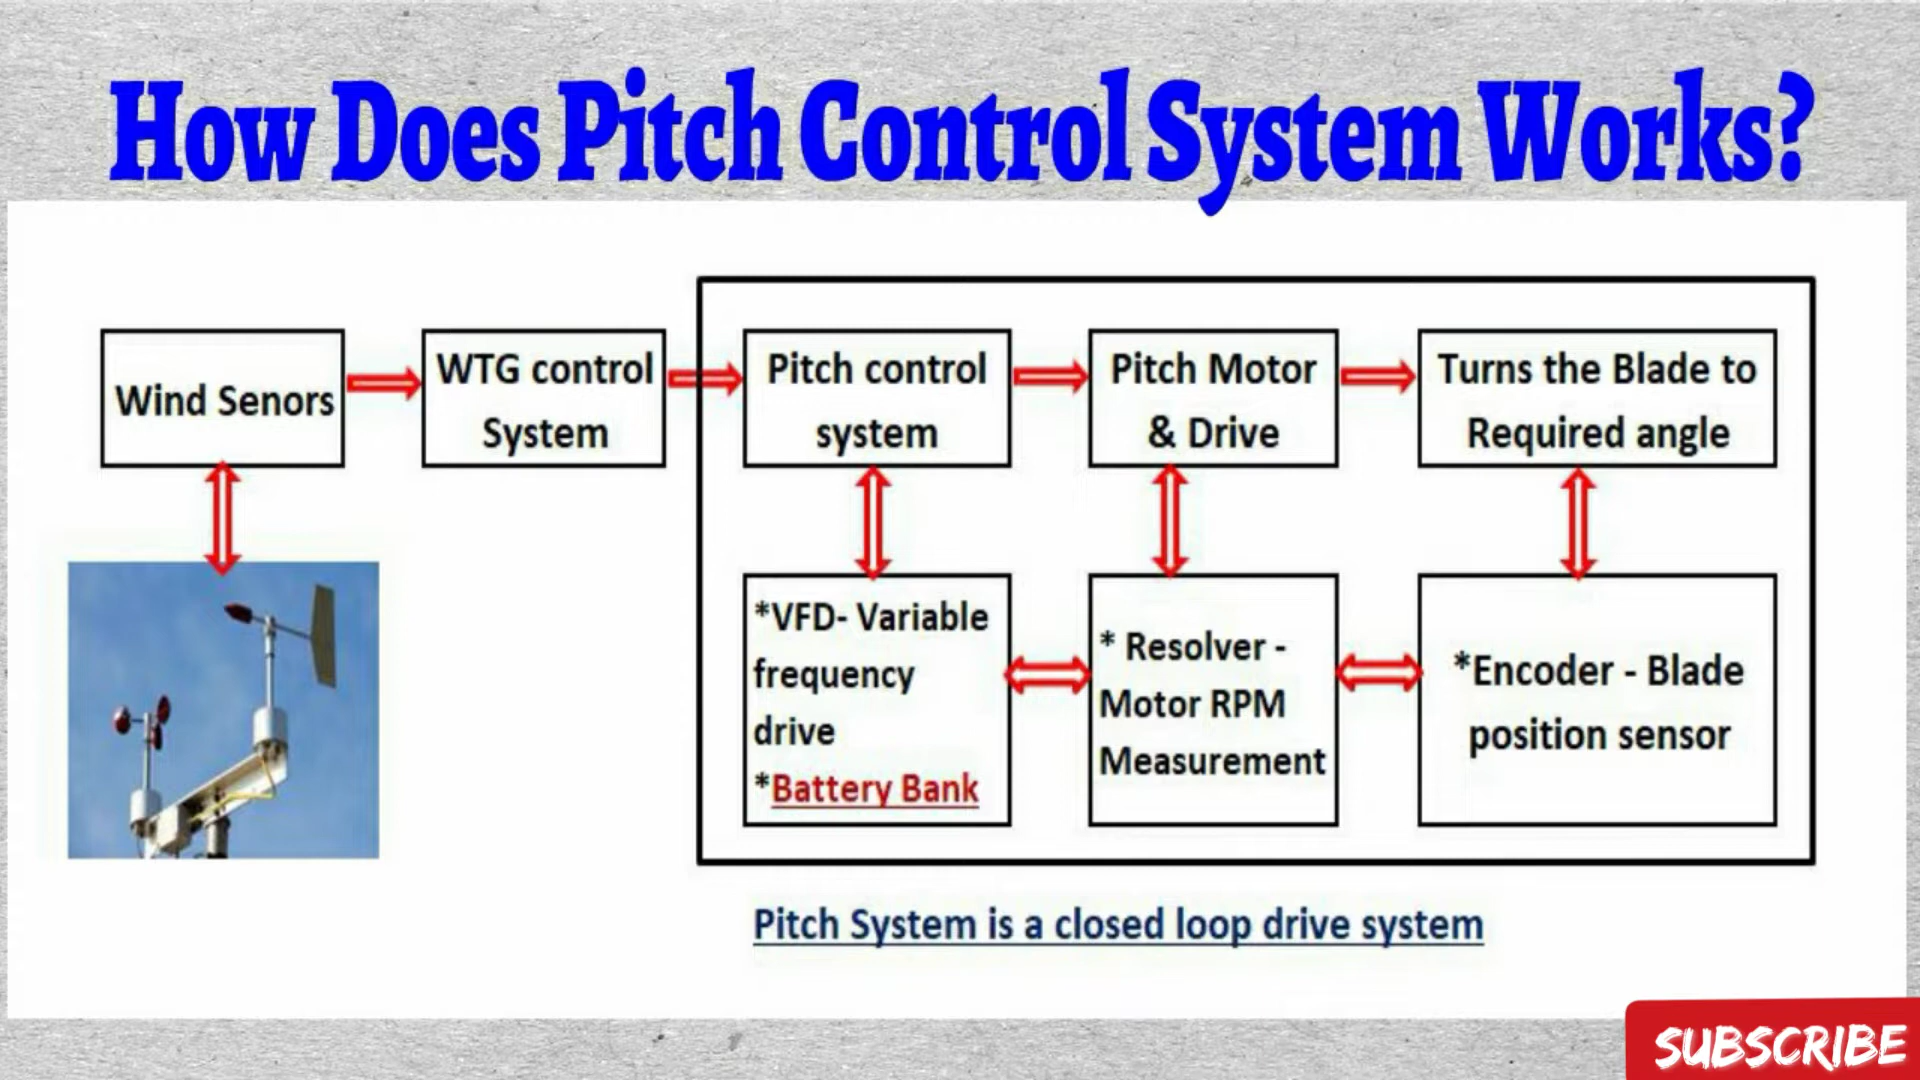 How Does Pitch Control System Works?
Wind Senors
WTG control
System
Pitch control
system
Pitch Motor
& Drive
Turns the Blade to
Required angle
*VFD- Variable
frequency
drive
*Battery Bank
* Resolver -
Motor RPM
Measurement
*Encoder - Blade
position sensor
Pitch System is a closed loop drive system
SUBSCRIBE